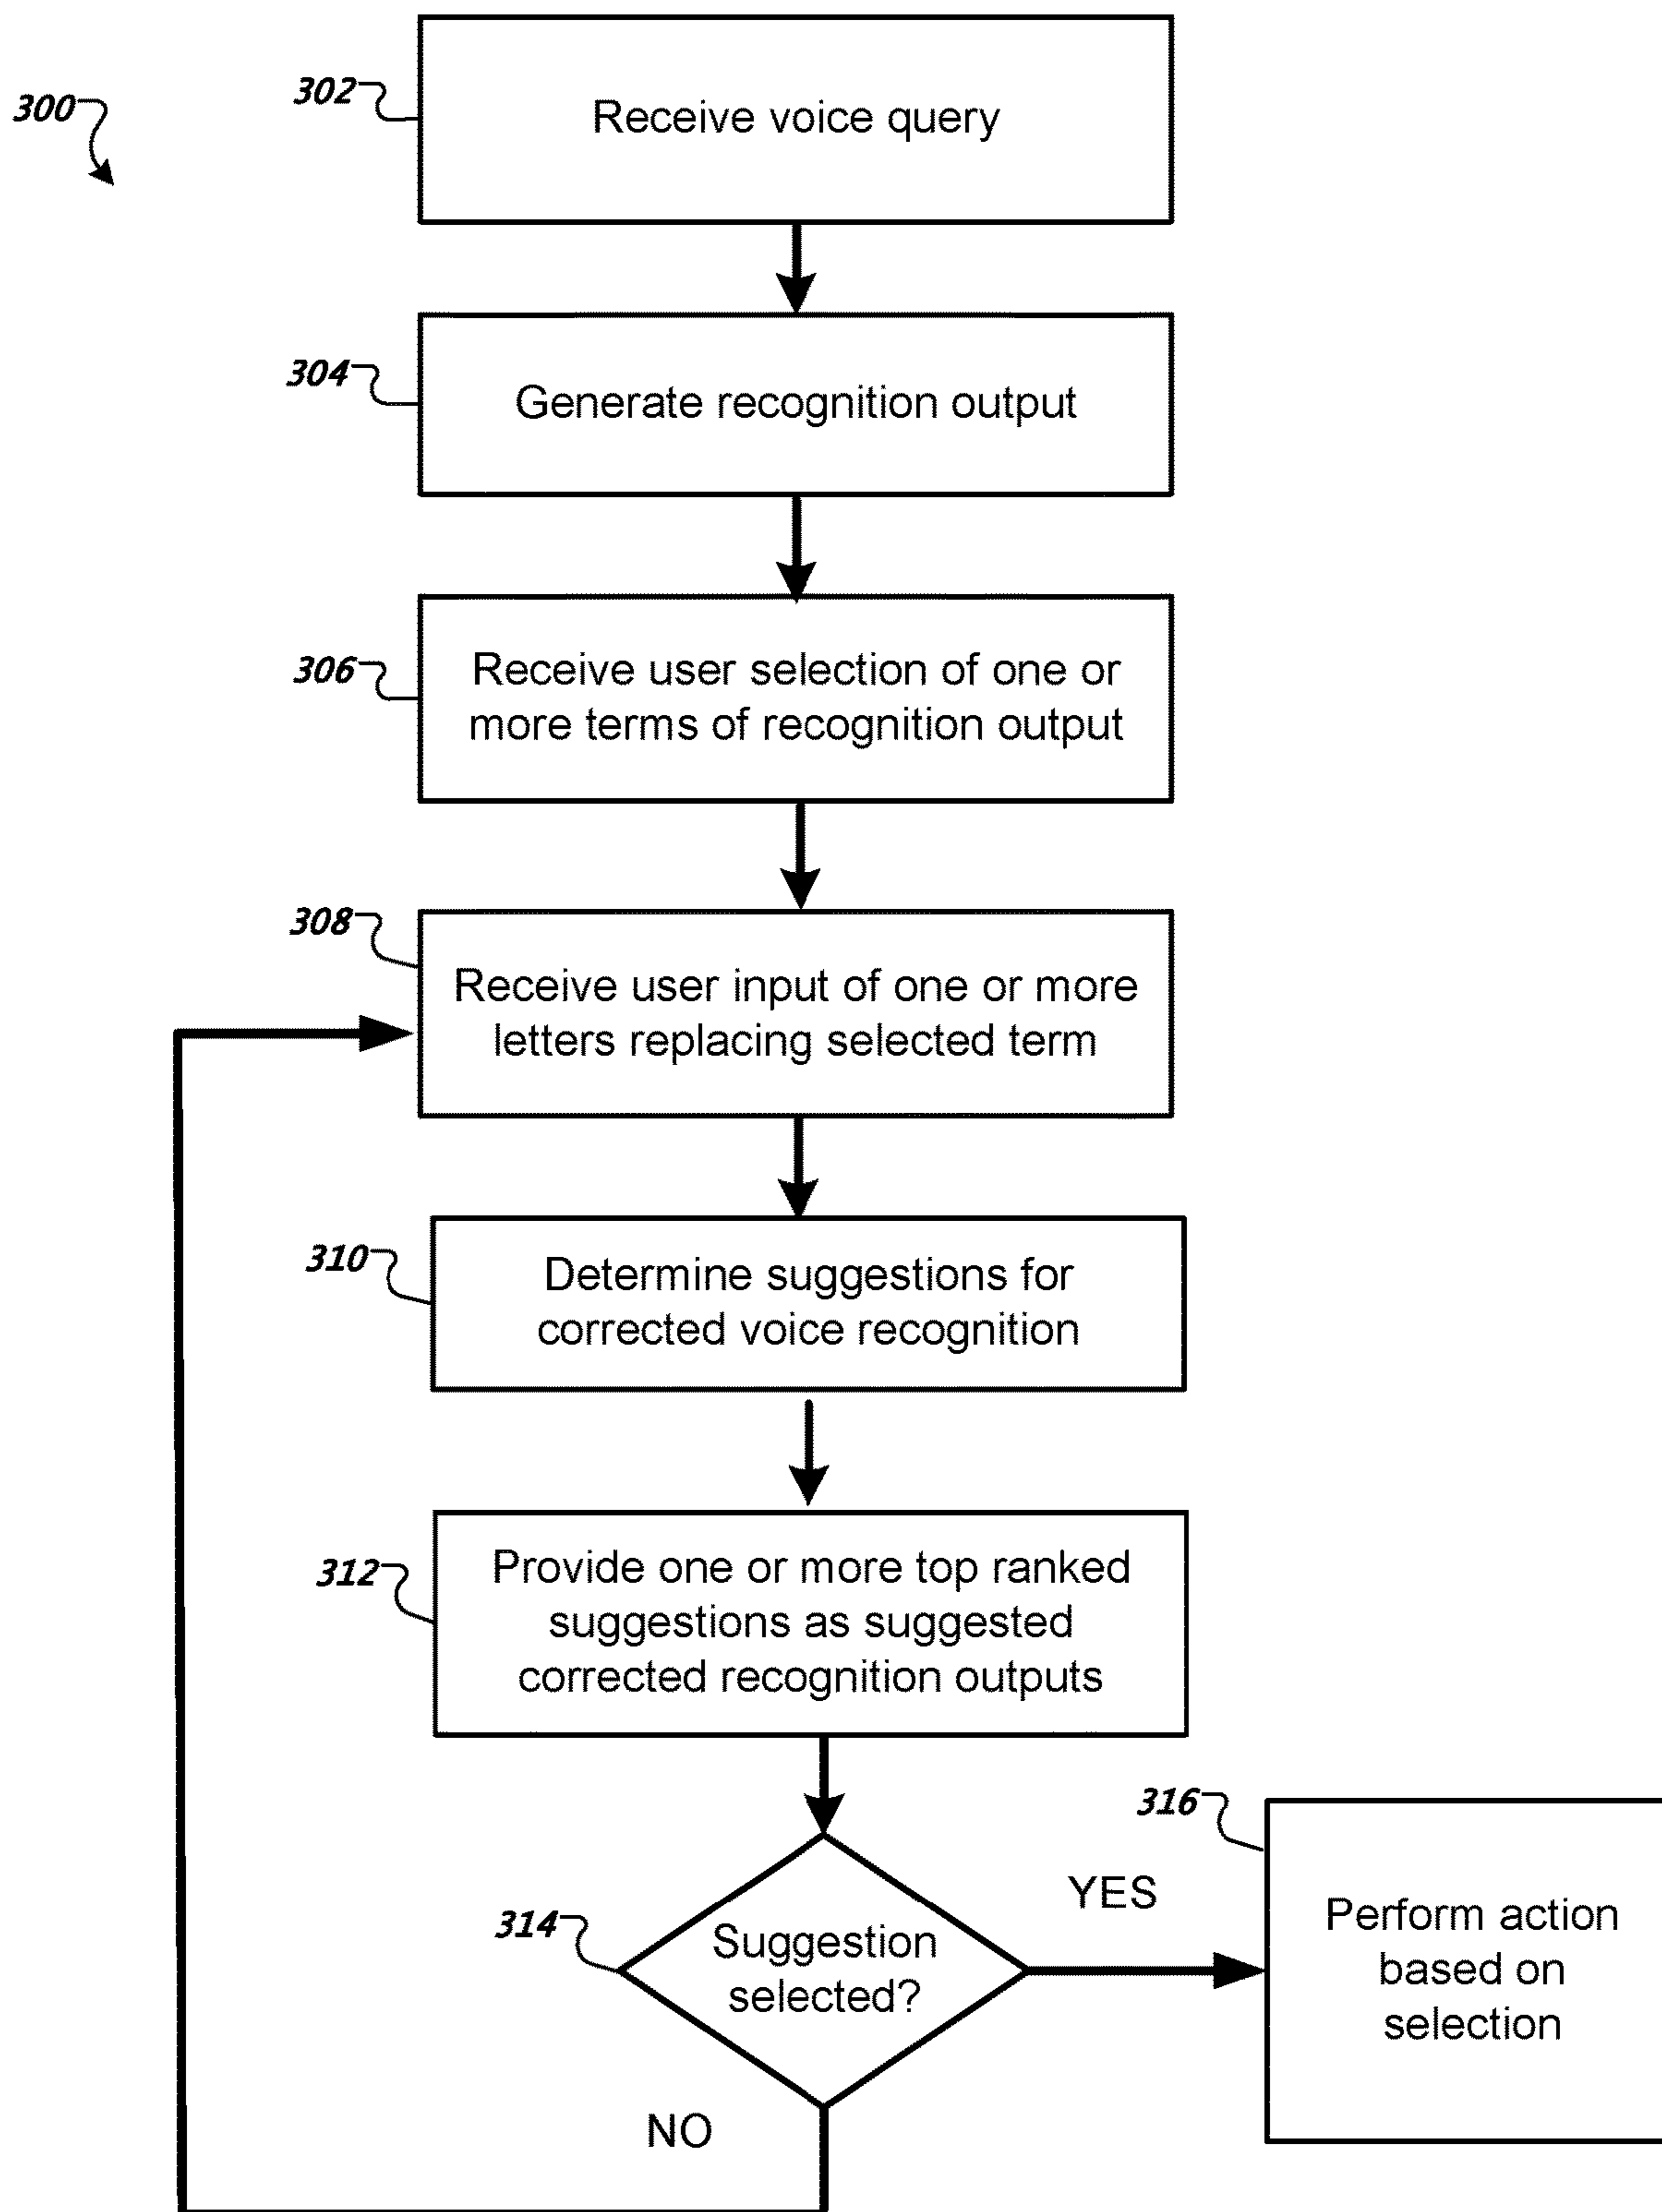 300
302
Receive voice query
304
Generate recognition output
306
Receive user selection of one or
more terms of recognition output
308
Receive user input of one or more
letters replacing selected term
310
Determine suggestions for
corrected voice recognition
312
Provide one or more top ranked
suggestions as suggested
corrected recognition outputs
314
Suggestion
selected?
YES
316
Perform action
based on
selection
NO